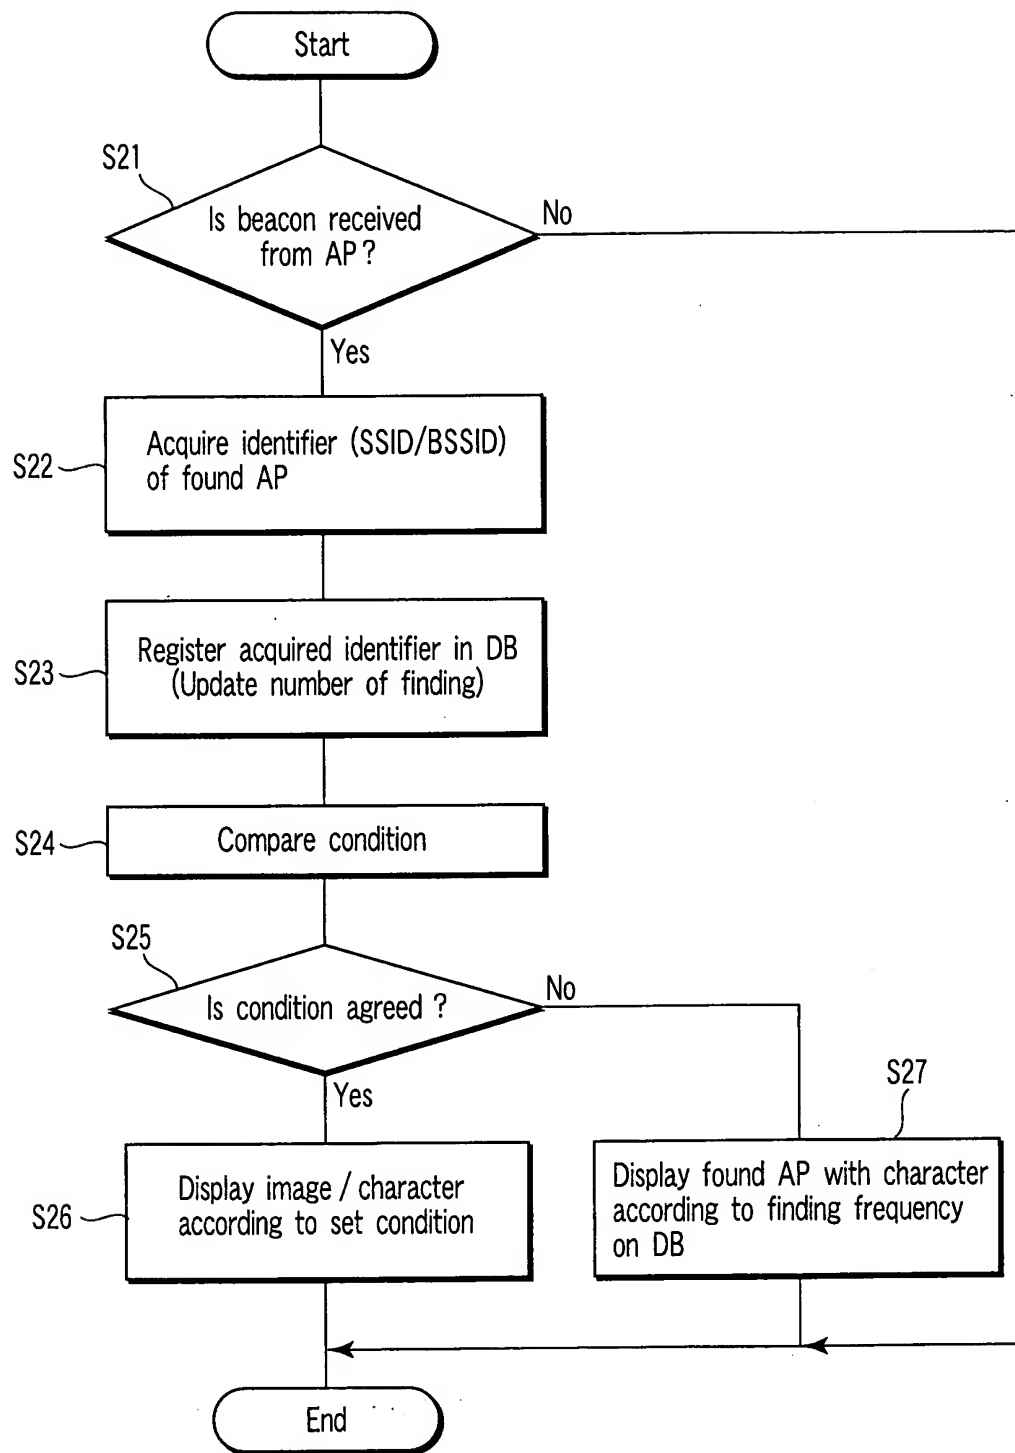 Start
S21
Is beacon received
from AP?
No
Yes
S22
Acquire identifier (SSID/BSSID)
of found AP
S23
Register acquired identifier in DB
(Update number of finding)
S24
Compare condition
S25
Is condition agreed ?
No
Yes
S27
S26
Display image / character
according to set condition
Display found AP with character
according to finding frequency
on DB
End